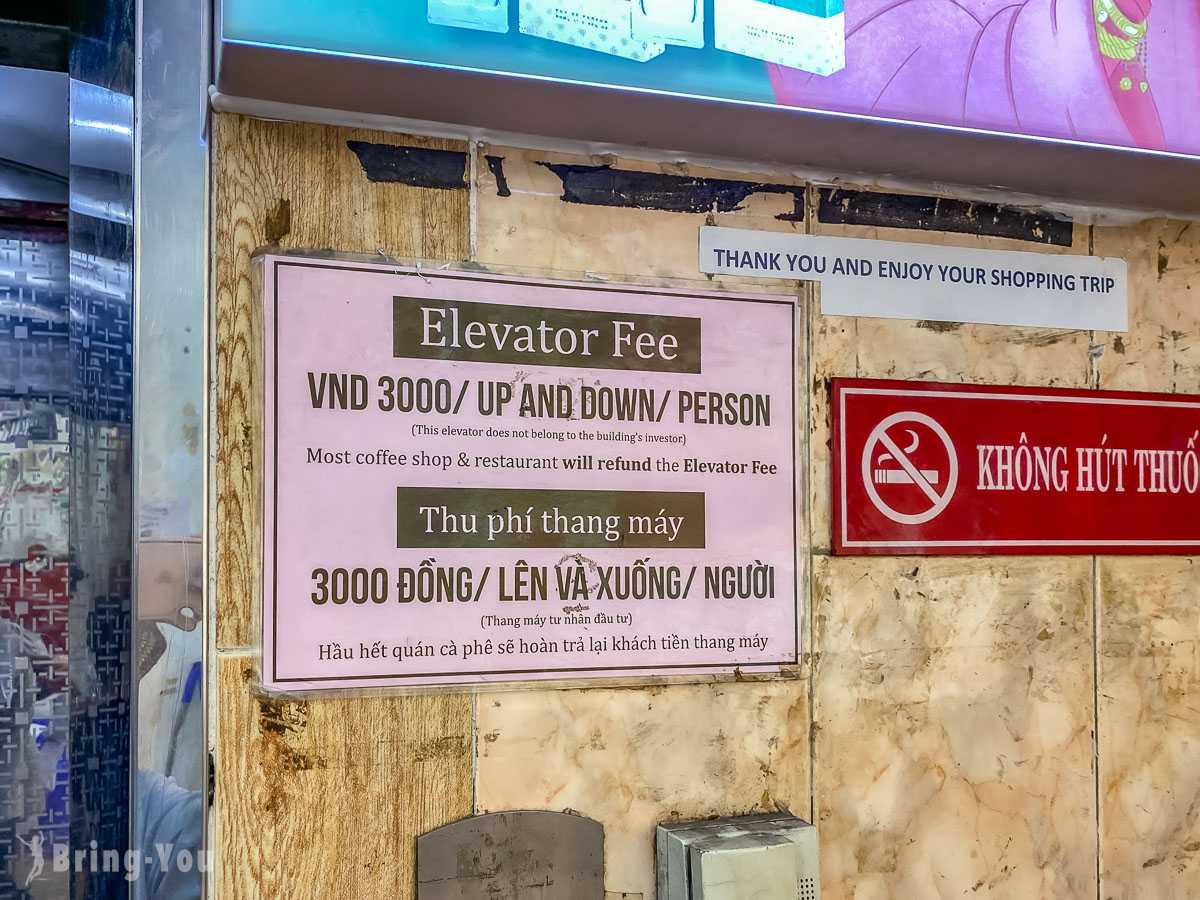 THANK YOU AND ENJOY YOUR SHOPPING TRIP
Elevator Fee
VND 3000/ UP AND DOWN/ PERSON
(This elevator does not belong to the building's investor)
Most coffee shop & restaurant will refund the Elevator Fee
Thu phí thang máy
3000 ĐỒNG/ LÊN VÀ XUỐNG/ NGƯỜI
(Thang máy tư nhân đầu tư)
Hầu hết quán cà phê sẽ hoàn trả lại khách tiền thang máy
KHÔNG HÚT THUỐ
Bring-You